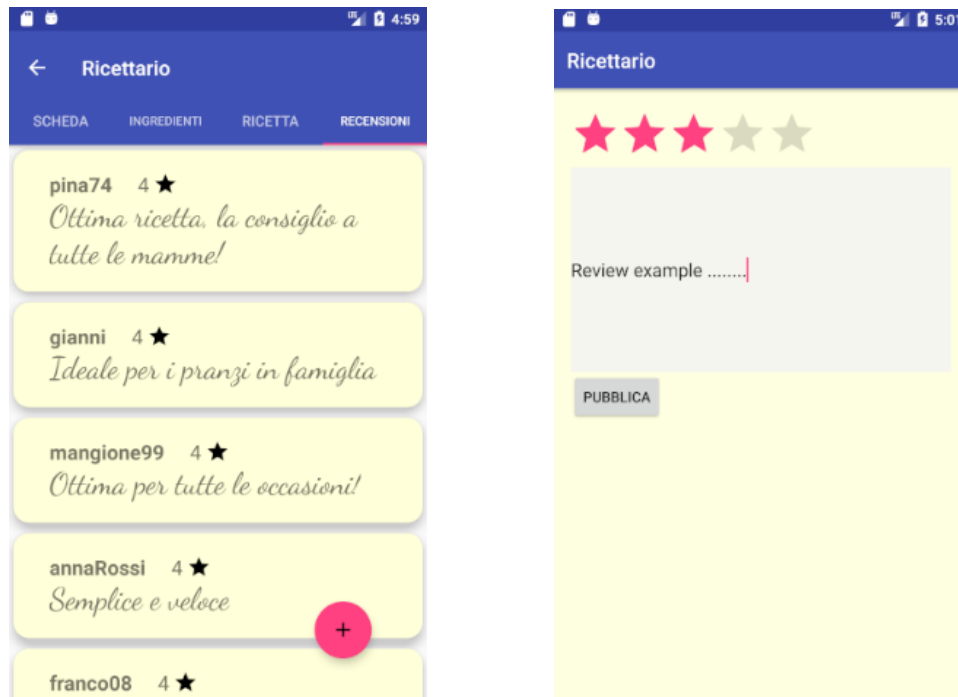 4:59
Ricettario
SCHEDA INGREDIENTI RICETTA RECENSIONI
pina74 4
Ottima ricetta, la consiglio a
tutte le mamme!
gianni 4
Ideale per i pranzi in famiglia
mangione99 4
Ottima per tutte le occasioni!
annaRossi 4
Semplice e veloce
+
franco08 4
5:01
Ricettario
Review example ........
PUBBLICA